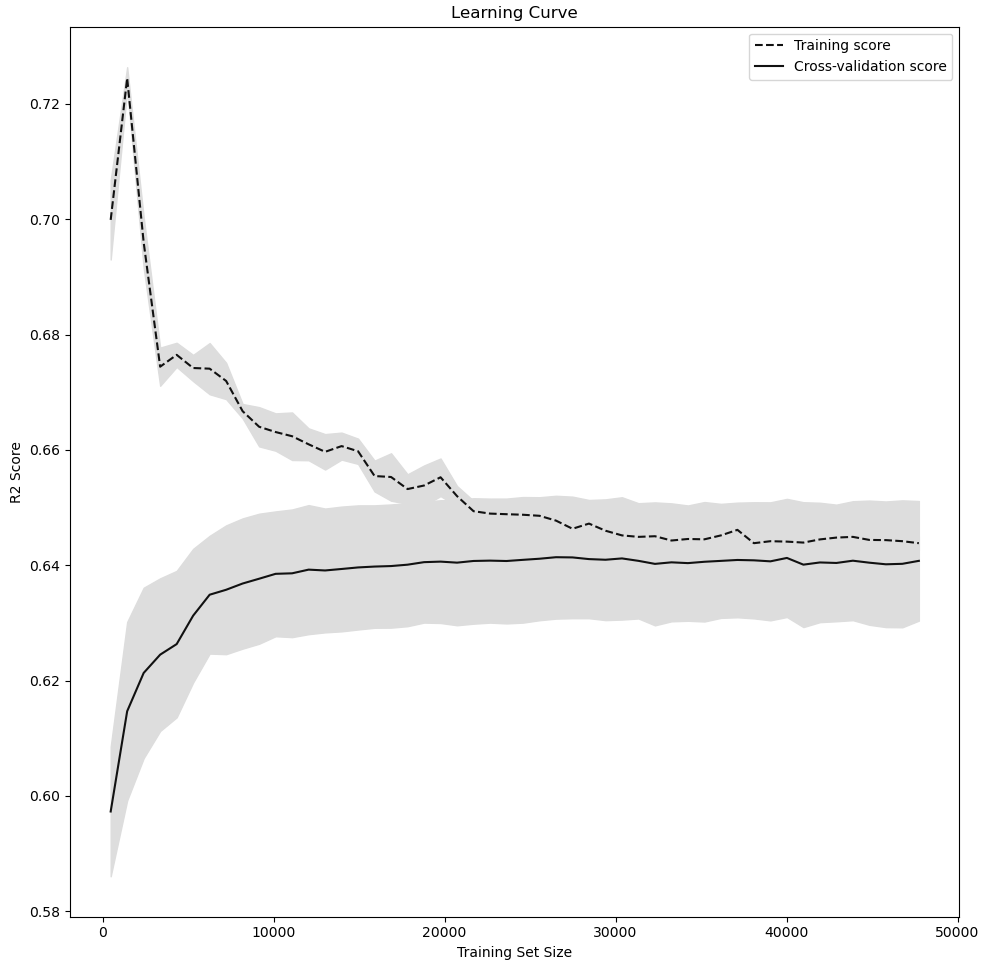 Learning Curve
Training score
Cross-validation score
R2 Score
0.72
0.70
0.68
0.66
0.64
0.62
0.60
0.58
0 10000 20000 30000 40000 50000
Training Set Size